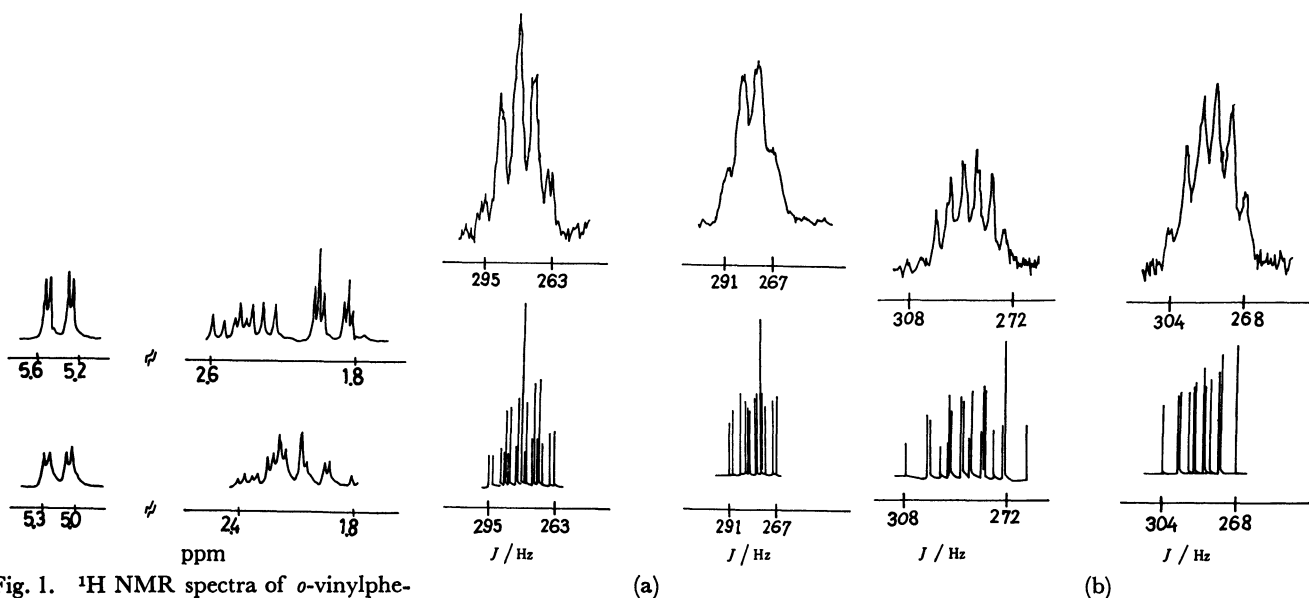 295 263
291 267
308 272
304 268
5.6 5.2
2.6 1.8
295 263
291 267
308 272
304 268
5.3 5.0
2.4 1.8
ppm
J / Hz
J / Hz
J / Hz
J / Hz
Fig. 1. ¹H NMR spectra of o-vinylphe-
(a)
(b)